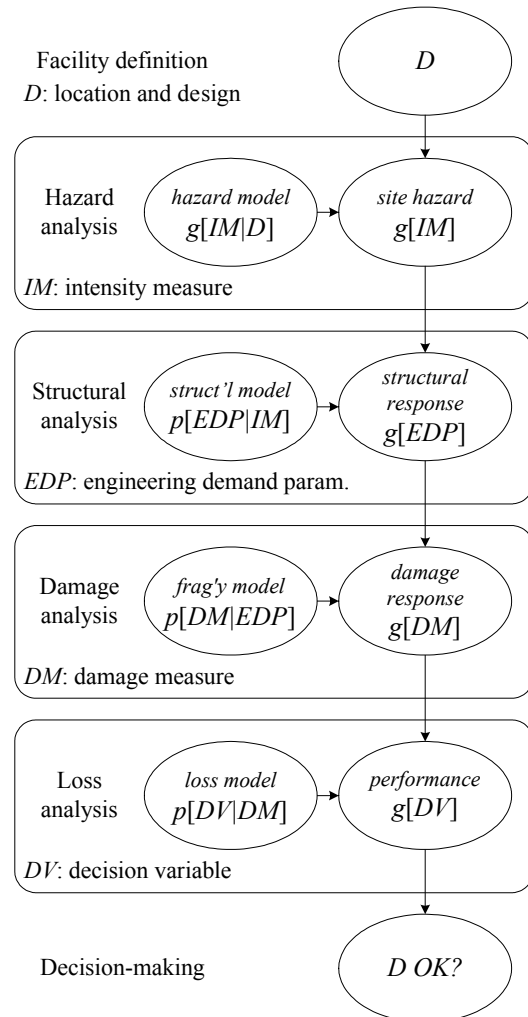 Facility definition
D: location and design
D
Hazard
analysis
hazard model
g[IM|D]
site hazard
g[IM]
IM: intensity measure
Structural
analysis
struct'l model
p[EDP|IM]
structural
response
g[EDP]
EDP: engineering demand param.
Damage
analysis
frag'y model
p[DM|EDP]
damage
response
g[DM]
DM: damage measure
Loss
analysis
loss model
p[DV|DM]
performance
g[DV]
DV: decision variable
Decision-making
D OK?